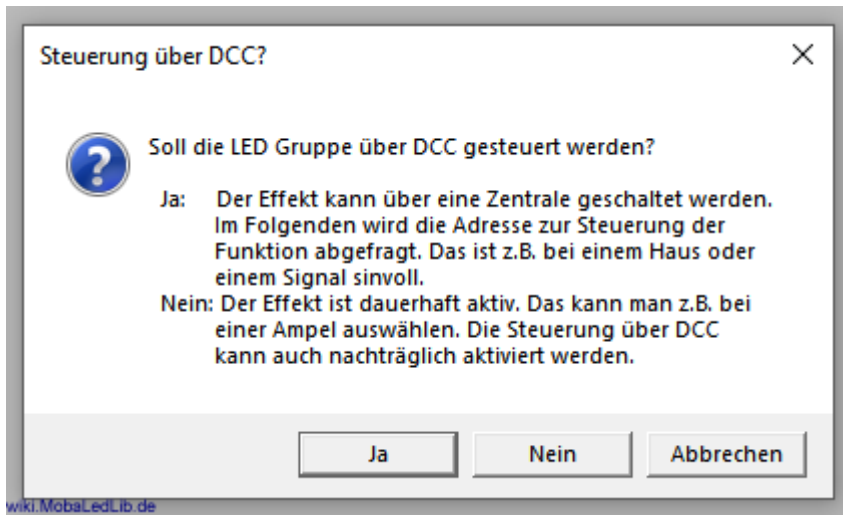 Steuerung über DCC?
Soll die LED Gruppe über DCC gesteuert werden?
Ja: Der Effekt kann über eine Zentrale geschaltet werden.
Im Folgenden wird die Adresse zur Steuerung der
Funktion abgefragt. Das ist z.B. bei einem Haus oder
einem Signal sinvoll.
Nein: Der Effekt ist dauerhaft aktiv. Das kann man z.B. bei
einer Ampel auswählen. Die Steuerung über DCC
kann auch nachträglich aktiviert werden.
Ja Nein Abbrechen
wiki.MobaLedLib.de